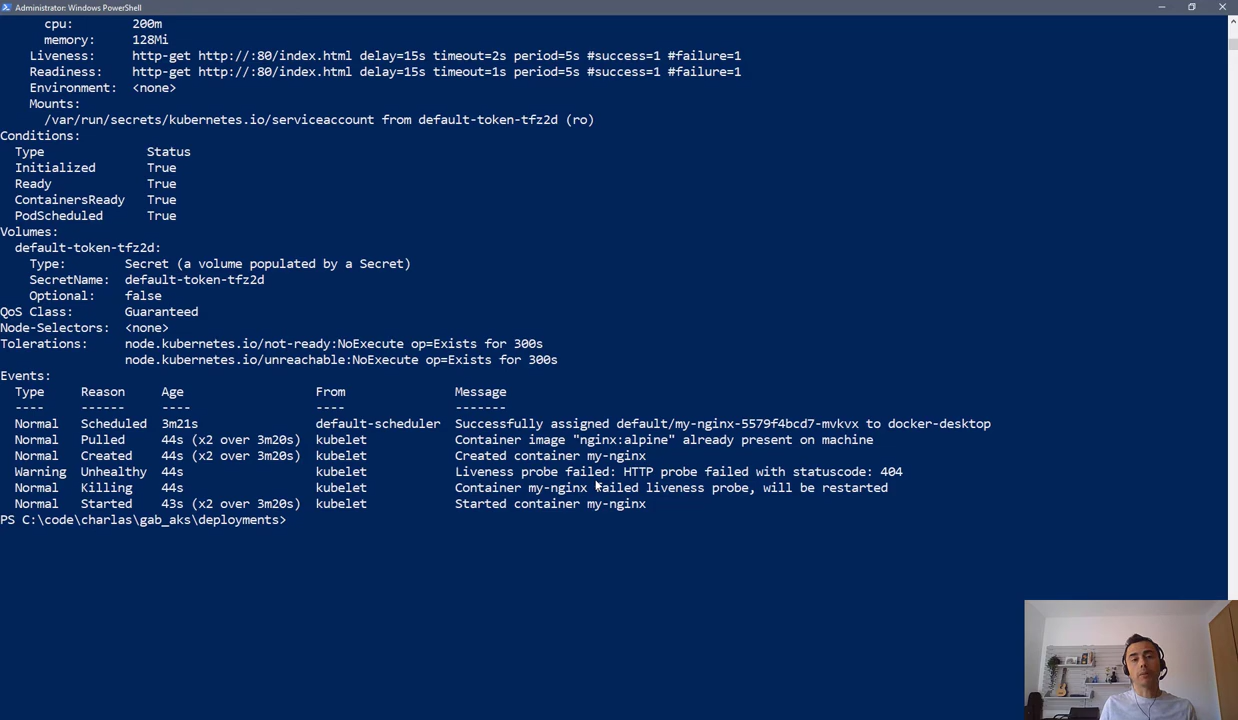 Administrator: Windows PowerShell
cpu: 200m
memory: 128Mi
Liveness: http-get http://:80/index.html delay=15s timeout=2s period=5s #success=1 #failure=1
Readiness: http-get http://:80/index.html delay=15s timeout=1s period=5s #success=1 #failure=1
Environment: <none>
Mounts:
/var/run/secrets/kubernetes.io/serviceaccount from default-token-tfz2d (ro)
Conditions:
Type Status
Initialized True
Ready True
ContainersReady True
PodScheduled True
Volumes:
default-token-tfz2d:
Type: Secret (a volume populated by a Secret)
SecretName: default-token-tfz2d
Optional: false
QoS Class: Guaranteed
Node-Selectors: <none>
Tolerations: node.kubernetes.io/not-ready:NoExecute op=Exists for 300s
node.kubernetes.io/unreachable:NoExecute op=Exists for 300s
Events:
Type Reason Age From Message
---- ------ ---- ---- -------
Normal Scheduled 3m21s default-scheduler Successfully assigned default/my-nginx-5579f4bcd7-mvkvx to docker-desktop
Normal Pulled 44s (x2 over 3m20s) kubelet Container image "nginx:alpine" already present on machine
Normal Created 44s (x2 over 3m20s) kubelet Created container my-nginx
Warning Unhealthy 44s kubelet Liveness probe failed: HTTP probe failed with statuscode: 404
Normal Killing 44s kubelet Container my-nginx failed liveness probe, will be restarted
Normal Started 43s (x2 over 3m20s) kubelet Started container my-nginx
PS C:\code\charlas\gab_aks\deployments>